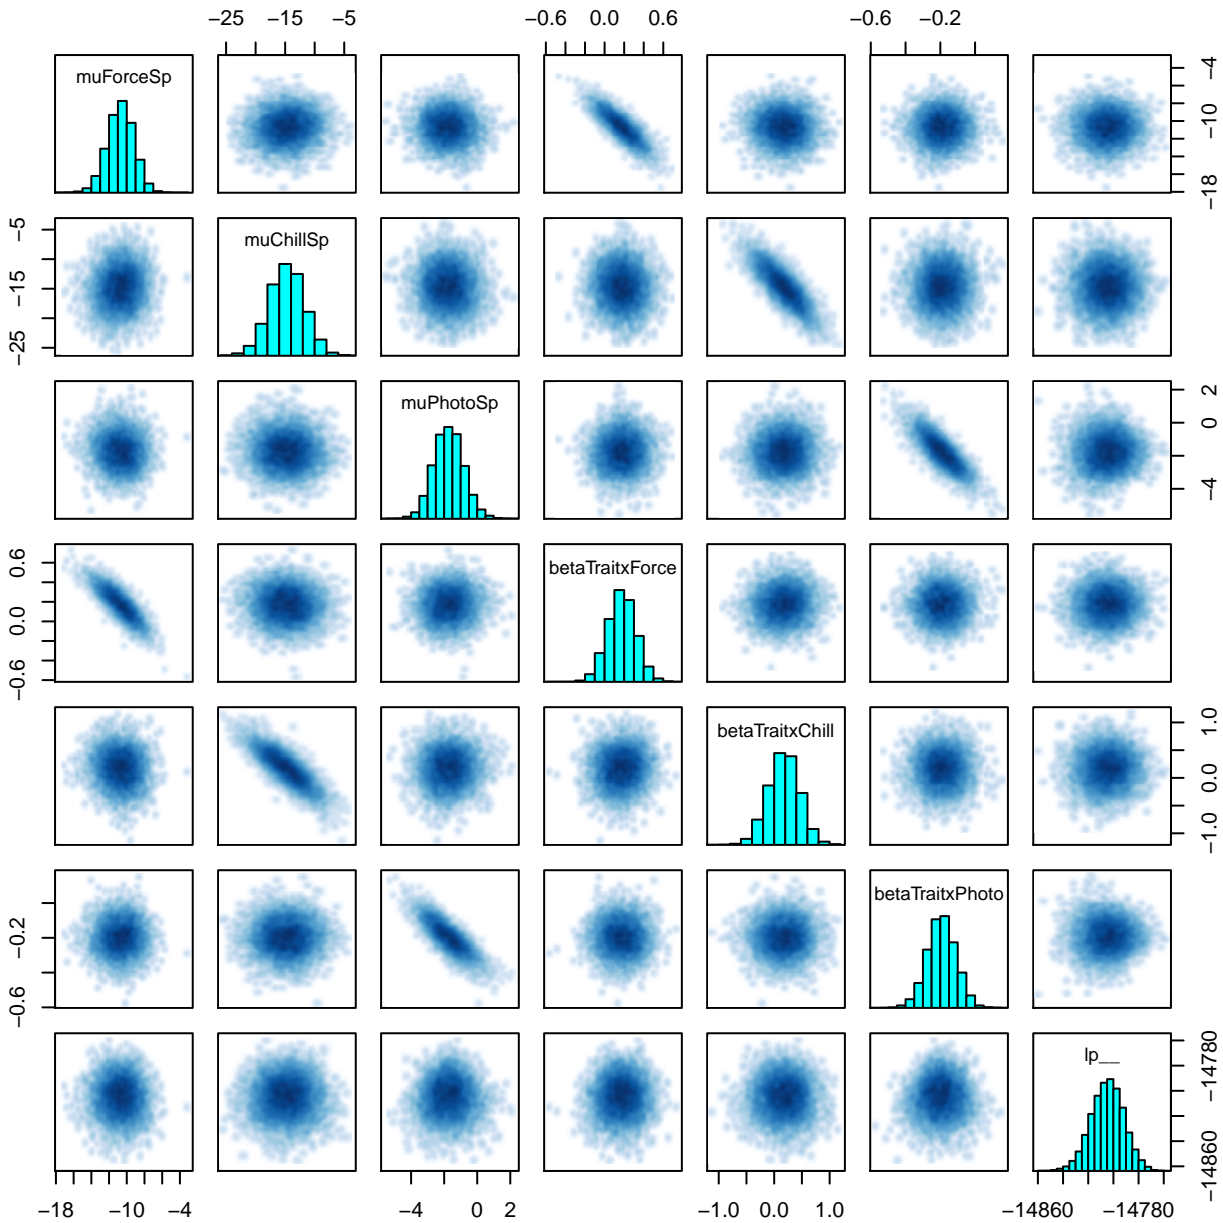 −25 −15 −5 −0.6 0.0 0.6 −0.6 −0.2
muForceSp
−18 −10 −4
−25 −15 −5
muChillSp
muPhotoSp
−4 0 2
−0.6 0.0 0.6
betaTraitxForce
betaTraitxChill
−1.0 0.0 1.0
−0.6 −0.2
betaTraitxPhoto
lp__
−14860 −14780
−18 −10 −4 −4 0 2 −1.0 0.0 1.0 −14860 −14780